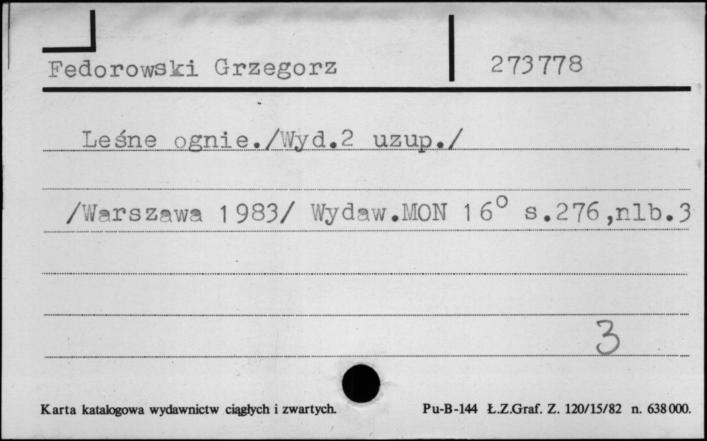 Fedorowski Grzegorz 273778
Leśne ognie./Wyd.2 uzup./
/Warszawa 1983/ Wydaw.MON 16° s.276,nlb.3
3
Karta katalogowa wydawnictw ciągłych i zwartych. Pu-B-144 Ł.Z.Graf. Z. 120/15/82 n. 638 000.